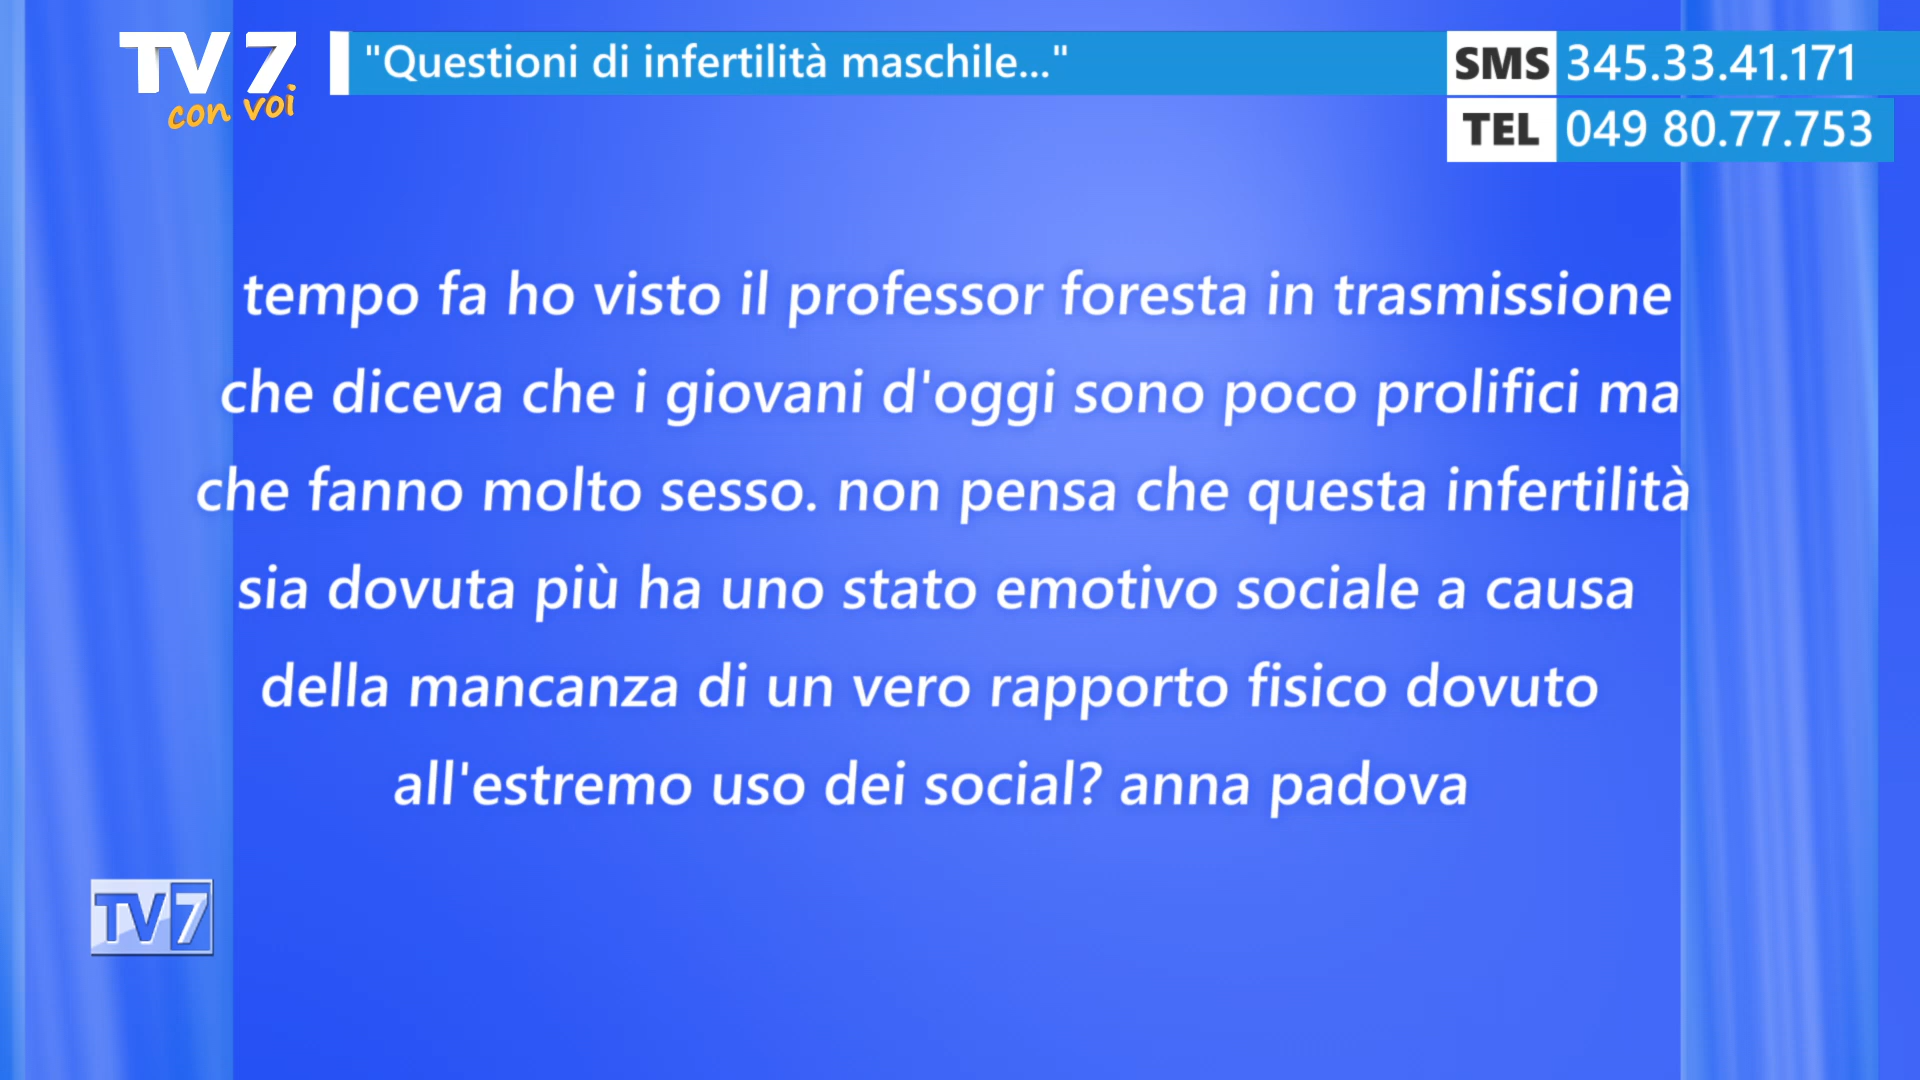 TV 7
con voi
"Questioni di infertilità maschile..."
SMS 345.33.41.171
TEL 049 80.77.753
tempo fa ho visto il professor foresta in trasmissione
che diceva che i giovani d'oggi sono poco prolifici ma
che fanno molto sesso. non pensa che questa infertilità
sia dovuta più ha uno stato emotivo sociale a causa
della mancanza di un vero rapporto fisico dovuto
all'estremo uso dei social? anna padova
TV7